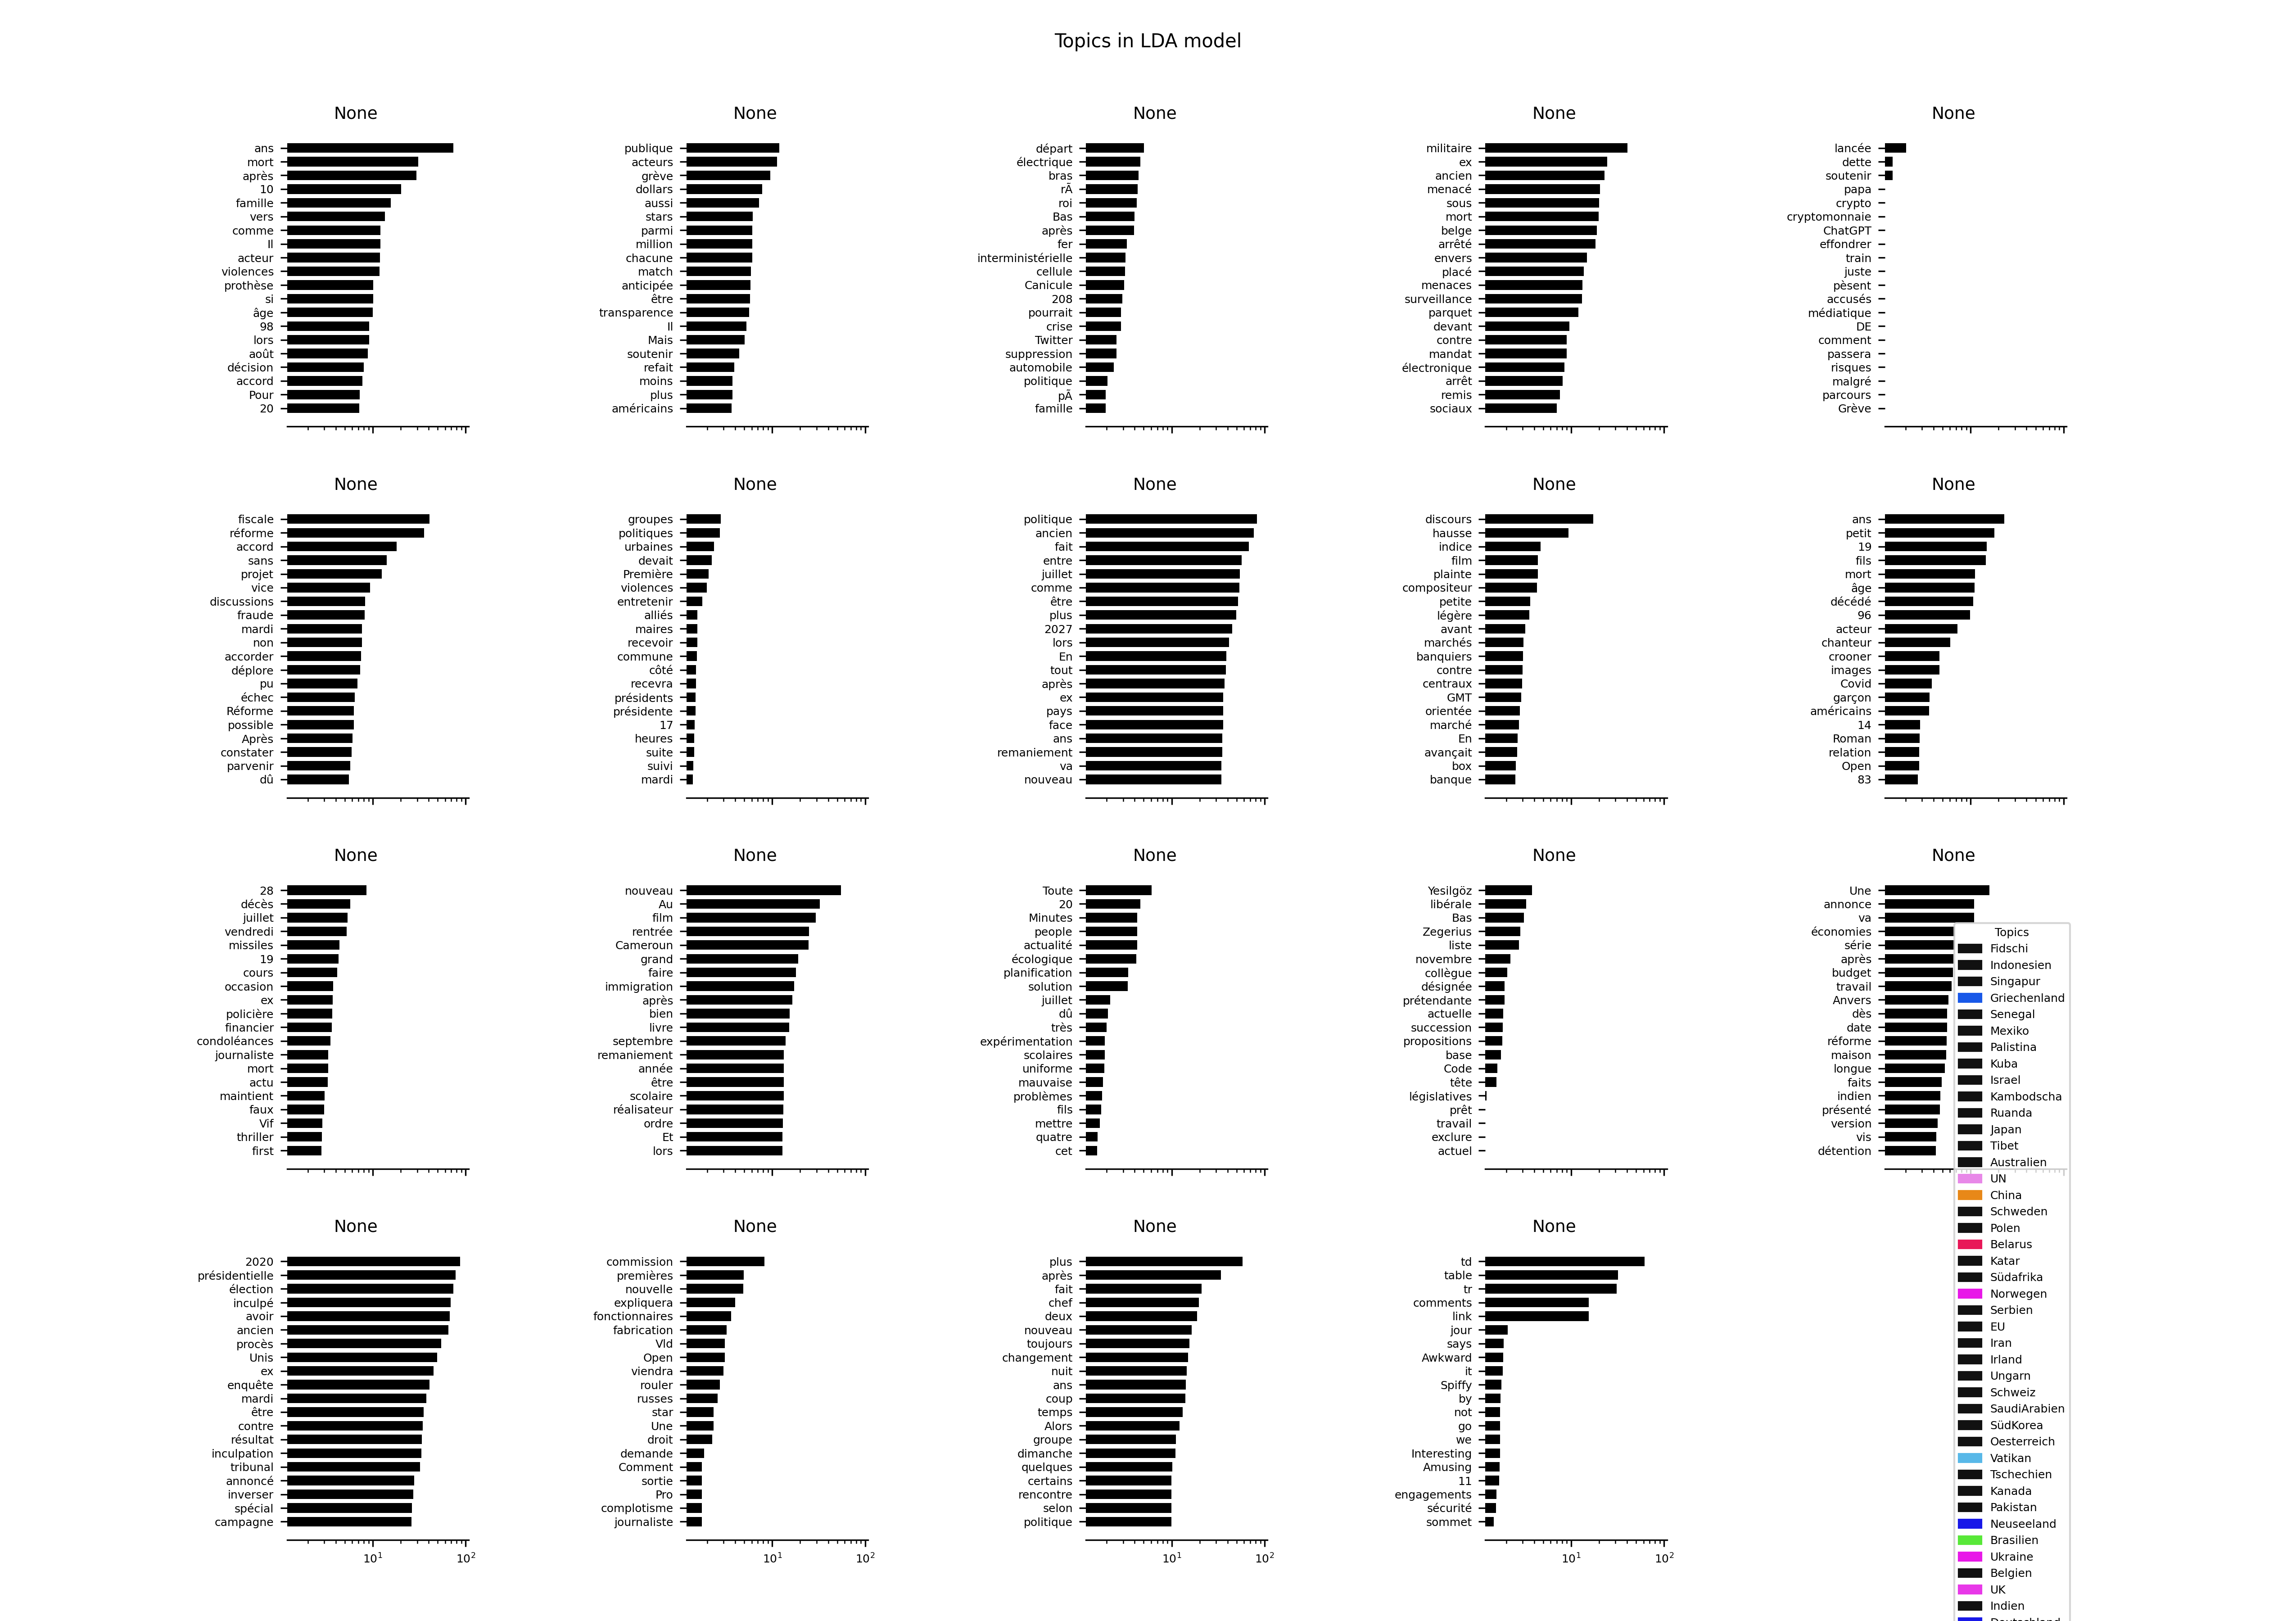 Topics in LDA model
None
ans
mort
après
10
famille
vers
comme
Il
acteur
violences
prothèse
si
âge
98
lors
août
décision
accord
Pour
20
None
publique
acteurs
grève
dollars
aussi
stars
parmi
million
chacune
match
anticipée
être
transparence
Il
Mais
soutenir
refait
moins
plus
américains
None
départ
électrique
bras
rÃ
roi
Bas
après
fer
interministérielle
cellule
Canicule
208
pourrait
crise
Twitter
suppression
automobile
politique
pÃ
famille
None
militaire
ex
ancien
menacé
sous
mort
belge
arrêté
envers
placé
menaces
surveillance
parquet
devant
contre
mandat
électronique
arrêt
remis
sociaux
None
lancée
dette
soutenir
papa
crypto
cryptomonnaie
ChatGPT
effondrer
train
juste
pèsent
accusés
médiatique
DE
comment
passera
risques
malgré
parcours
Grève
None
fiscale
réforme
accord
sans
projet
vice
discussions
fraude
mardi
non
accorder
déplore
pu
échec
Réforme
possible
Après
constater
parvenir
dû
None
groupes
politiques
urbaines
devait
Première
violences
entretenir
alliés
maires
recevoir
commune
côté
recevra
présidents
présidente
17
heures
suite
suivi
mardi
None
politique
ancien
fait
entre
juillet
comme
être
plus
2027
lors
En
tout
après
ex
pays
face
ans
remaniement
va
nouveau
None
discours
hausse
indice
film
plainte
compositeur
petite
légère
avant
marchés
banquiers
contre
centraux
GMT
orientée
marché
En
avançait
box
banque
None
ans
petit
19
fils
mort
âge
décédé
96
acteur
chanteur
crooner
images
Covid
garçon
américains
14
Roman
relation
Open
83
None
28
décès
juillet
vendredi
missiles
19
cours
occasion
ex
policière
financier
condoléances
journaliste
mort
actu
maintient
faux
Vif
thriller
first
None
nouveau
Au
film
rentrée
Cameroun
grand
faire
immigration
après
bien
livre
septembre
remaniement
année
être
scolaire
réalisateur
ordre
Et
lors
None
Toute
20
Minutes
people
actualité
écologique
planification
solution
juillet
dû
très
expérimentation
scolaires
uniforme
mauvaise
problèmes
fils
mettre
quatre
cet
None
Yesilgöz
libérale
Bas
Zegerius
liste
novembre
collègue
désignée
prétendante
actuelle
succession
propositions
base
Code
tête
législatives
prêt
travail
exclure
actuel
None
Une
annonce
va
économies
série
après
budget
travail
Anvers
dès
date
réforme
maison
longue
faits
indien
présenté
version
vis
détention
None
2020
présidentielle
élection
inculpé
avoir
ancien
procès
Unis
ex
enquête
mardi
être
contre
résultat
inculpation
tribunal
annoncé
inverser
spécial
campagne
10¹ 10²
None
commission
premières
nouvelle
expliquera
fonctionnaires
fabrication
Vld
Open
viendra
rouler
russes
star
Une
droit
demande
Comment
sortie
Pro
complotisme
journaliste
10¹ 10²
None
plus
après
fait
chef
deux
nouveau
toujours
changement
nuit
ans
coup
temps
Alors
groupe
dimanche
quelques
certains
rencontre
selon
politique
10¹ 10²
None
td
table
tr
comments
link
jour
says
Awkward
it
Spiffy
by
not
go
we
Interesting
Amusing
11
engagements
sécurité
sommet
10¹ 10²
Topics
Fidschi
Indonesien
Singapur
Griechenland
Senegal
Mexiko
Palistina
Kuba
Israel
Kambodscha
Ruanda
Japan
Tibet
Australien
UN
China
Schweden
Polen
Belarus
Katar
Südafrika
Norwegen
Serbien
EU
Iran
Irland
Ungarn
Schweiz
SaudiArabien
SüdKorea
Oesterreich
Vatikan
Tschechien
Kanada
Pakistan
Neuseeland
Brasilien
Ukraine
Belgien
UK
Indien